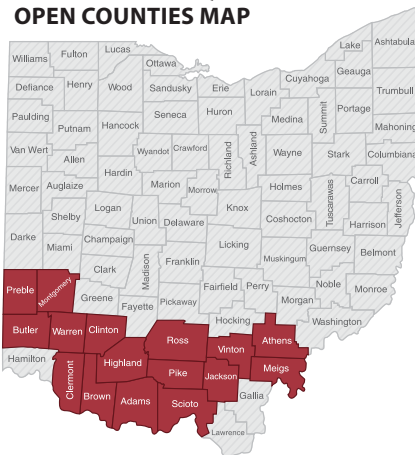 OPEN COUNTIES MAP
Lake
Ashtabula
Williams
Fulton
Lucas
Ottawa
Cuyahoga
Geauga
Defiance
Henry
Wood
Sandusky
Erie
Lorain
Trumbull
Paulding
Putnam
Hancock
Seneca
Huron
Medina
Summit
Portage
Mahoning
Van Wert
Allen
Wyandot
Crawford
Richland
Ashland
Wayne
Stark
Columbiana
Mercer
Auglaize
Hardin
Marion
Morrow
Holmes
Tuscarawas
Carroll
Jefferson
Shelby
Logan
Union
Delaware
Knox
Coshocton
Harrison
Darke
Miami
Champaign
Licking
Muskingum
Guernsey
Belmont
Clark
Madison
Franklin
Preble
Montgomery
Greene
Fayette
Pickaway
Fairfield
Perry
Morgan
Noble
Monroe
Butler
Warren
Clinton
Ross
Hocking
Athens
Washington
Hamilton
Clermont
Highland
Pike
Vinton
Jackson
Meigs
Brown
Adams
Scioto
Gallia
Lawrence